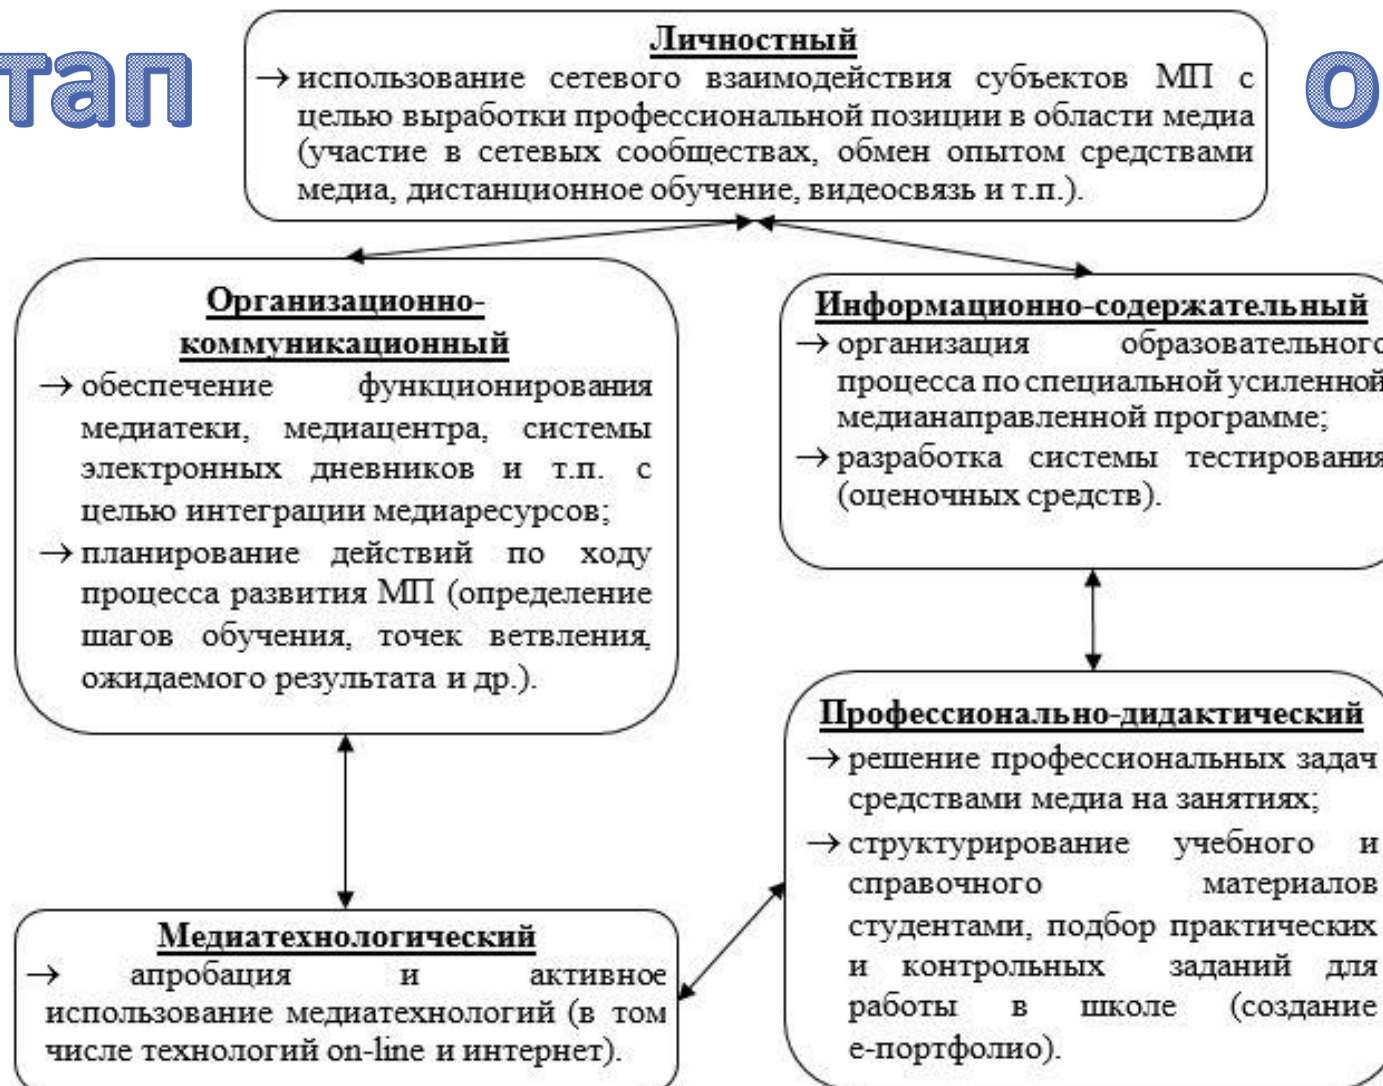 тап
о
Личностный
→ использование сетевого взаимодействия субъектов МП с
целью выработки профессиональной позиции в области медиа
(участие в сетевых сообществах, обмен опытом средствами
медиа, дистанционное обучение, видеосвязь и т.п.).
Организационно-
коммуникационный
→ обеспечение функционирования
медиатеки, медиацентра, системы
электронных дневников и т.п. с
целью интеграции медиаресурсов;
→ планирование действий по ходу
процесса развития МП (определение
шагов обучения, точек ветвления,
ожидаемого результата и др.).
Информационно-содержательный
→ организация образовательного
процесса по специальной усиленной
медианаправленной программе;
→ разработка системы тестирования
(оценочных средств).
Профессионально-дидактический
→ решение профессиональных задач
средствами медиа на занятиях;
→ структурирование учебного и
справочного материалов
студентами, подбор практических
и контрольных заданий для
работы в школе (создание
е-портфолио).
Медиатехнологический
→ апробация и активное
использование медиатехнологий (в том
числе технологий on-line и интернет).